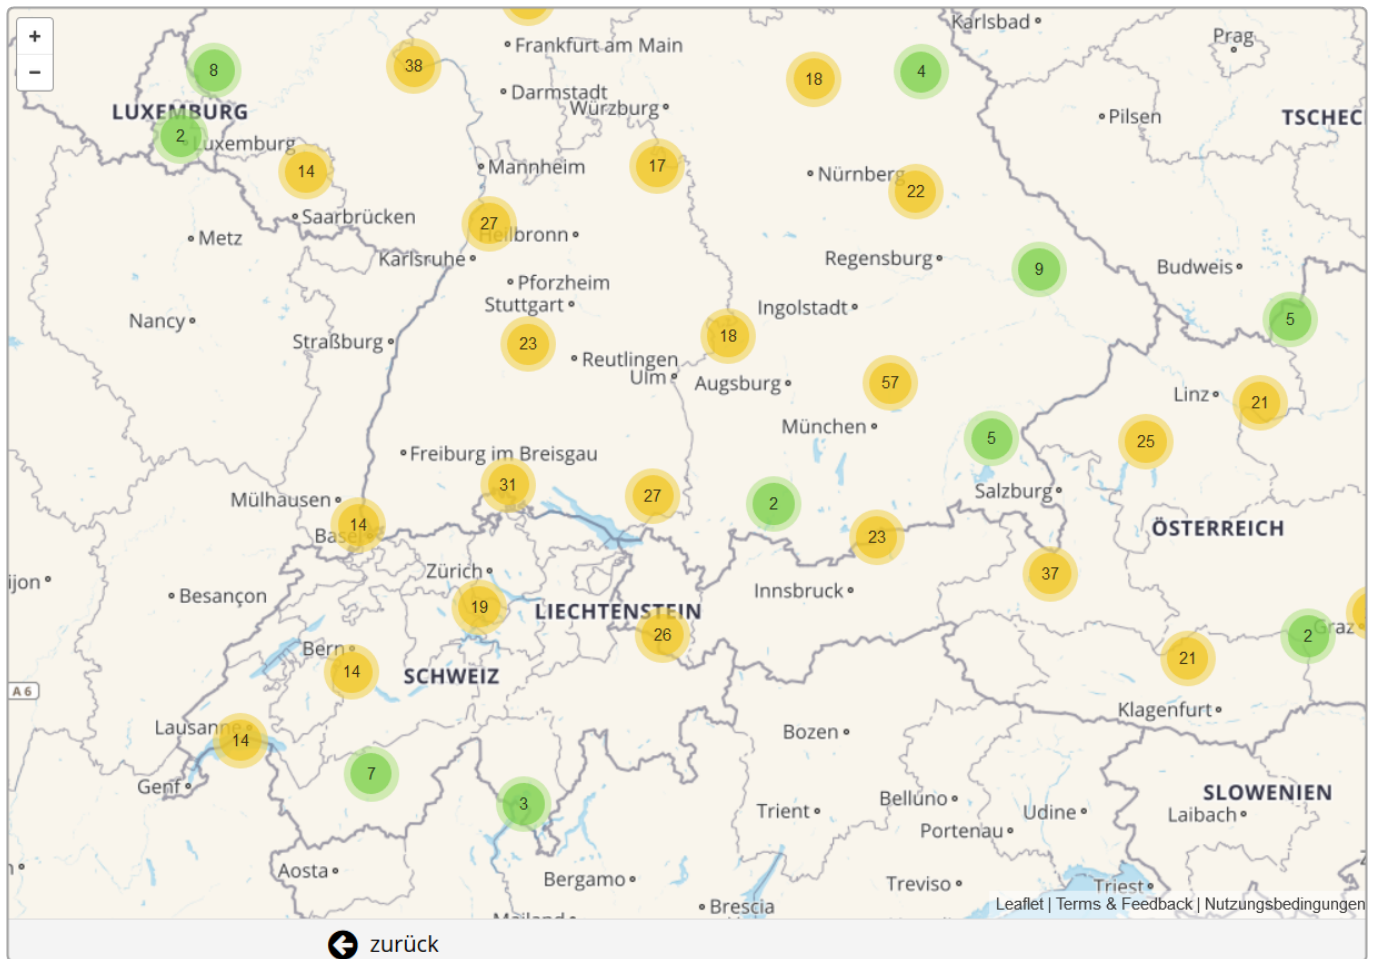 +
−
Karlsbad
Prag
Frankfurt am Main
8
38
18
4
Darmstadt
Würzburg
LUXEMBURG
Pilsen
TSCHEC
2
Luxemburg
Mannheim
17
14
Nürnberg
22
Saarbrücken
27
Heilbronn
Metz
Karlsruhe
Regensburg
9
Budweis
Pforzheim
Stuttgart
Ingolstadt
Nancy
5
Straßburg
23
18
Reutlingen
Ulm
Augsburg
57
Linz
21
München
5
25
Freiburg im Breisgau
31
27
2
Salzburg
Mülhausen
14
Basel
ÖSTERREICH
23
Zürich
37
ijon
Besançon
Innsbruck
19
LIECHTENSTEIN
26
2
Graz
Bern
14
SCHWEIZ
21
A 6
Klagenfurt
Lausanne
14
Bozen
7
Genf
3
SLOWENIEN
Belluno
Trient
Udine
Laibach
Portenau
Aosta
Bergamo
Treviso
Triest
Brescia
Leaflet | Terms & Feedback | Nutzungsbedingungen
Mailand
zurück